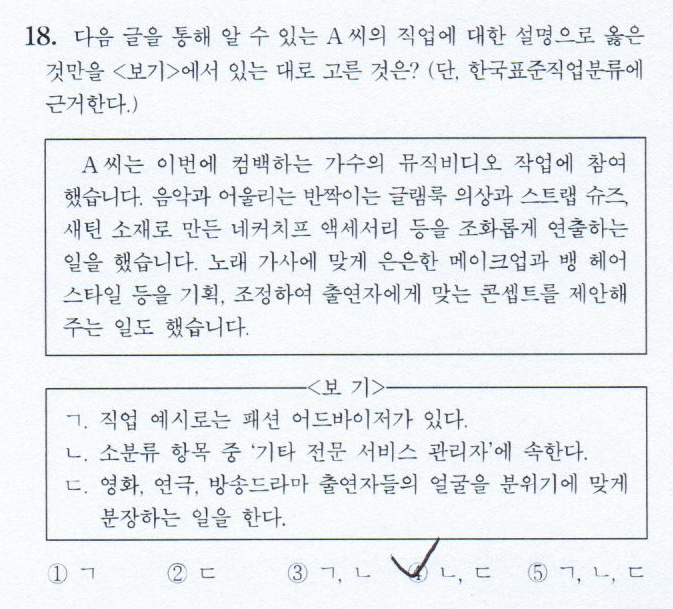 18. 다음 글을 통해 알 수 있는 A 씨의 직업에 대한 설명으로 옳은
것만을 <보기>에서 있는 대로 고른 것은? (단, 한국표준직업분류에
근거한다.)
A 씨는 이번에 컴백하는 가수의 뮤직비디오 작업에 참여
했습니다. 음악과 어울리는 반짝이는 글램룩 의상과 스트랩 슈즈,
새틴 소재로 만든 네커치프 액세서리 등을 조화롭게 연출하는
일을 했습니다. 노래 가사에 맞게 은은한 메이크업과 뱅 헤어
스타일 등을 기획, 조정하여 출연자에게 맞는 콘셉트를 제안해
주는 일도 했습니다.
<보 기>
ㄱ. 직업 예시로는 패션 어드바이저가 있다.
ㄴ. 소분류 항목 중 ‘기타 전문 서비스 관리자’에 속한다.
ㄷ. 영화, 연극, 방송드라마 출연자들의 얼굴을 분위기에 맞게
분장하는 일을 한다.
① ㄱ ② ㄷ ③ ㄱ, ㄴ ④ ㄴ, ㄷ ⑤ ㄱ, ㄴ, ㄷ